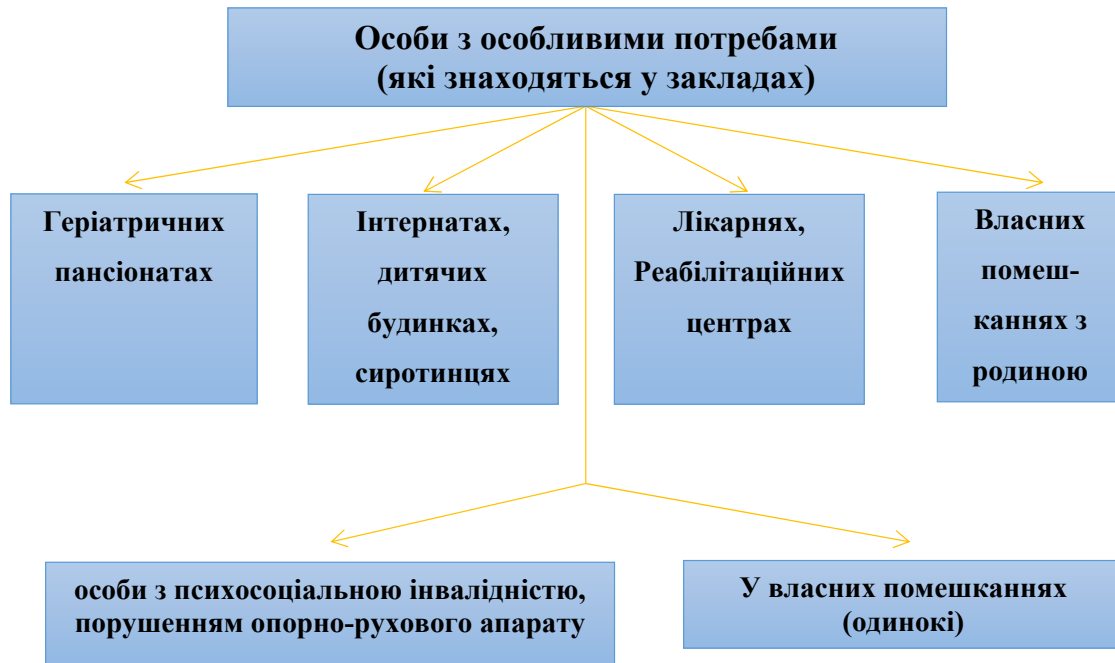 Особи з особливими потребами
(які знаходяться у закладах)
Геріатричних
пансіонатах
Інтернатах,
дитячих
будинках,
сиротинцях
Лікарнях,
Реабілітаційних
центрах
Власних
помеш-
каннях з
родиною
особи з психосоціальною інвалідністю,
порушенням опорно-рухового апарату
У власних помешканнях
(одинокі)